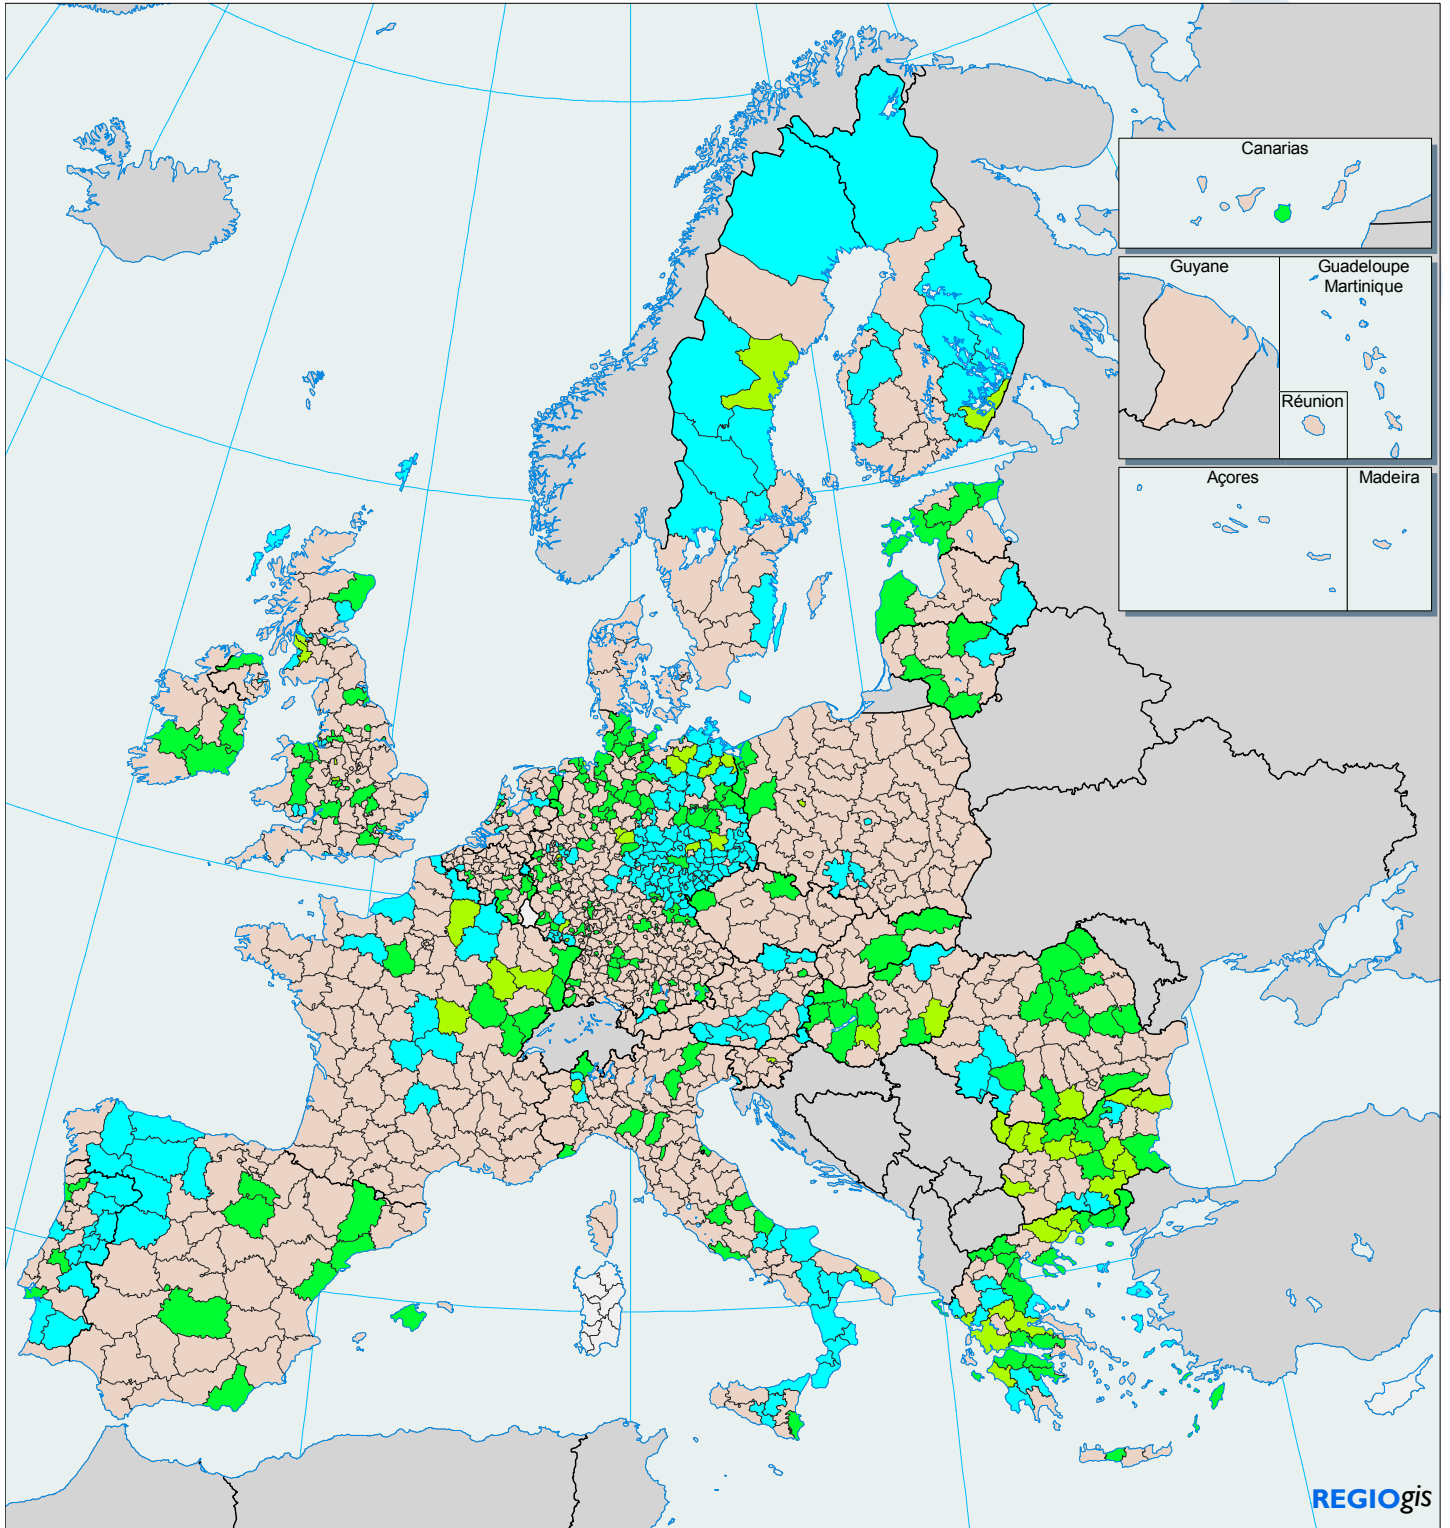 Canarias
Guyane
Guadeloupe
Martinique
Réunion
Açores
Madeira
REGIOgis